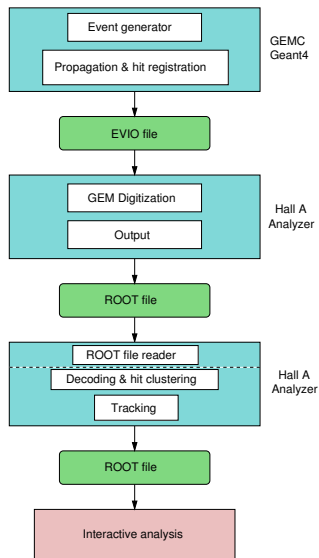 Event generator
GEMC
Geant4
Propagation & hit registration
EVIO file
GEM Digitization
Hall A
Analyzer
Output
ROOT file
ROOT file reader
Decoding & hit clustering
Hall A
Analyzer
Tracking
ROOT file
Interactive analysis